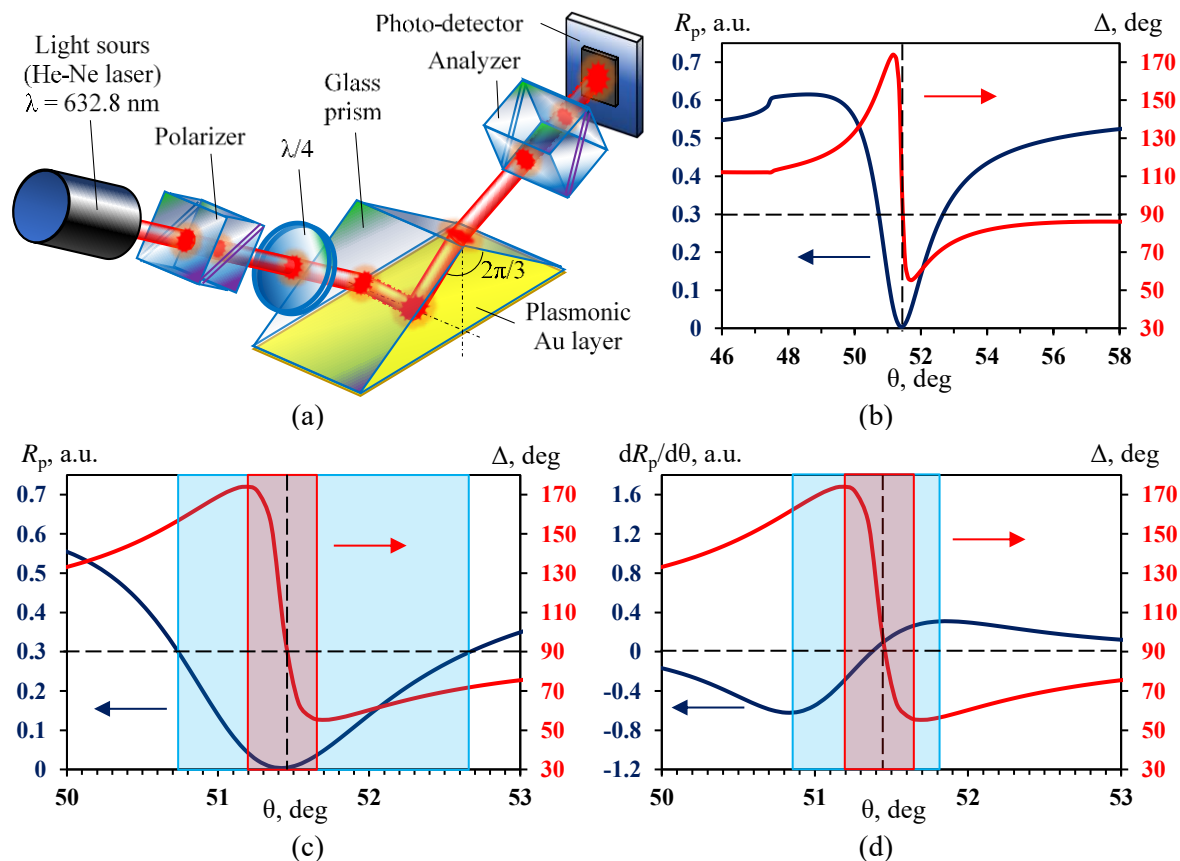 Light sours
(He-Ne laser)
λ = 632.8 nm
Polarizer
λ/4
Glass
prism
Analyzer
Photo-detector
2π/3
Plasmonic
Au layer
(a)
Rp, a.u.
Δ, deg
0.7
0.6
0.5
0.4
0.3
0.2
0.1
0
170
150
130
110
90
70
50
30
46 48 50 52 54 56 58
θ, deg
(b)
Rp, a.u.
Δ, deg
0.7
0.6
0.5
0.4
0.3
0.2
0.1
0
170
150
130
110
90
70
50
30
50 51 52 53
θ, deg
(c)
dRp/dθ, a.u.
Δ, deg
1.6
1.2
0.8
0.4
0
-0.4
-0.8
-1.2
170
150
130
110
90
70
50
30
50 51 52 53
θ, deg
(d)